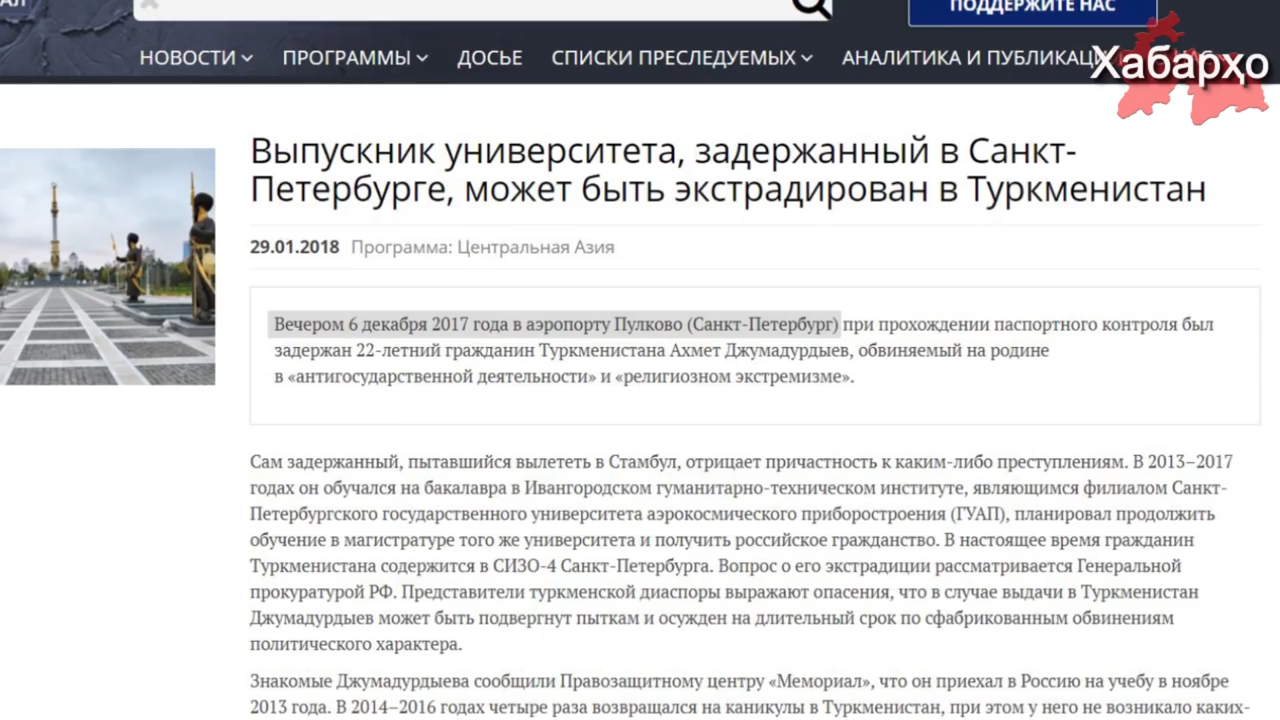 ПОДДЕРЖИТЕ НАС
НОВОСТИ ПРОГРАММЫ ДОСЬЕ СПИСКИ ПРЕСЛЕДУЕМЫХ АНАЛИТИКА И ПУБЛИКАЦИ
Хабарҳо
Выпускник университета, задержанный в Санкт-
Петербурге, может быть экстрадирован в Туркменистан
29.01.2018 Программа: Центральная Азия
Вечером 6 декабря 2017 года в аэропорту Пулково (Санкт-Петербург) при прохождении паспортного контроля был
задержан 22-летний гражданин Туркменистана Ахмет Джумадурдыев, обвиняемый на родине
в «антигосударственной деятельности» и «религиозном экстремизме».
Сам задержанный, пытавшийся вылететь в Стамбул, отрицает причастность к каким-либо преступлениям. В 2013–2017
годах он обучался на бакалавра в Ивангородском гуманитарно-техническом институте, являющимся филиалом Санкт-
Петербургского государственного университета аэрокосмического приборостроения (ГУАП), планировал продолжить
обучение в магистратуре того же университета и получить российское гражданство. В настоящее время гражданин
Туркменистана содержится в СИЗО-4 Санкт-Петербурга. Вопрос о его экстрадиции рассматривается Генеральной
прокуратурой РФ. Представители туркменской диаспоры выражают опасения, что в случае выдачи в Туркменистан
Джумадурдыев может быть подвергнут пыткам и осужден на длительный срок по сфабрикованным обвинениям
политического характера.
Знакомые Джумадурдыева сообщили Правозащитному центру «Мемориал», что он приехал в Россию на учебу в ноябре
2013 года. В 2014–2016 годах четыре раза возвращался на каникулы в Туркменистан, при этом у него не возникало каких-